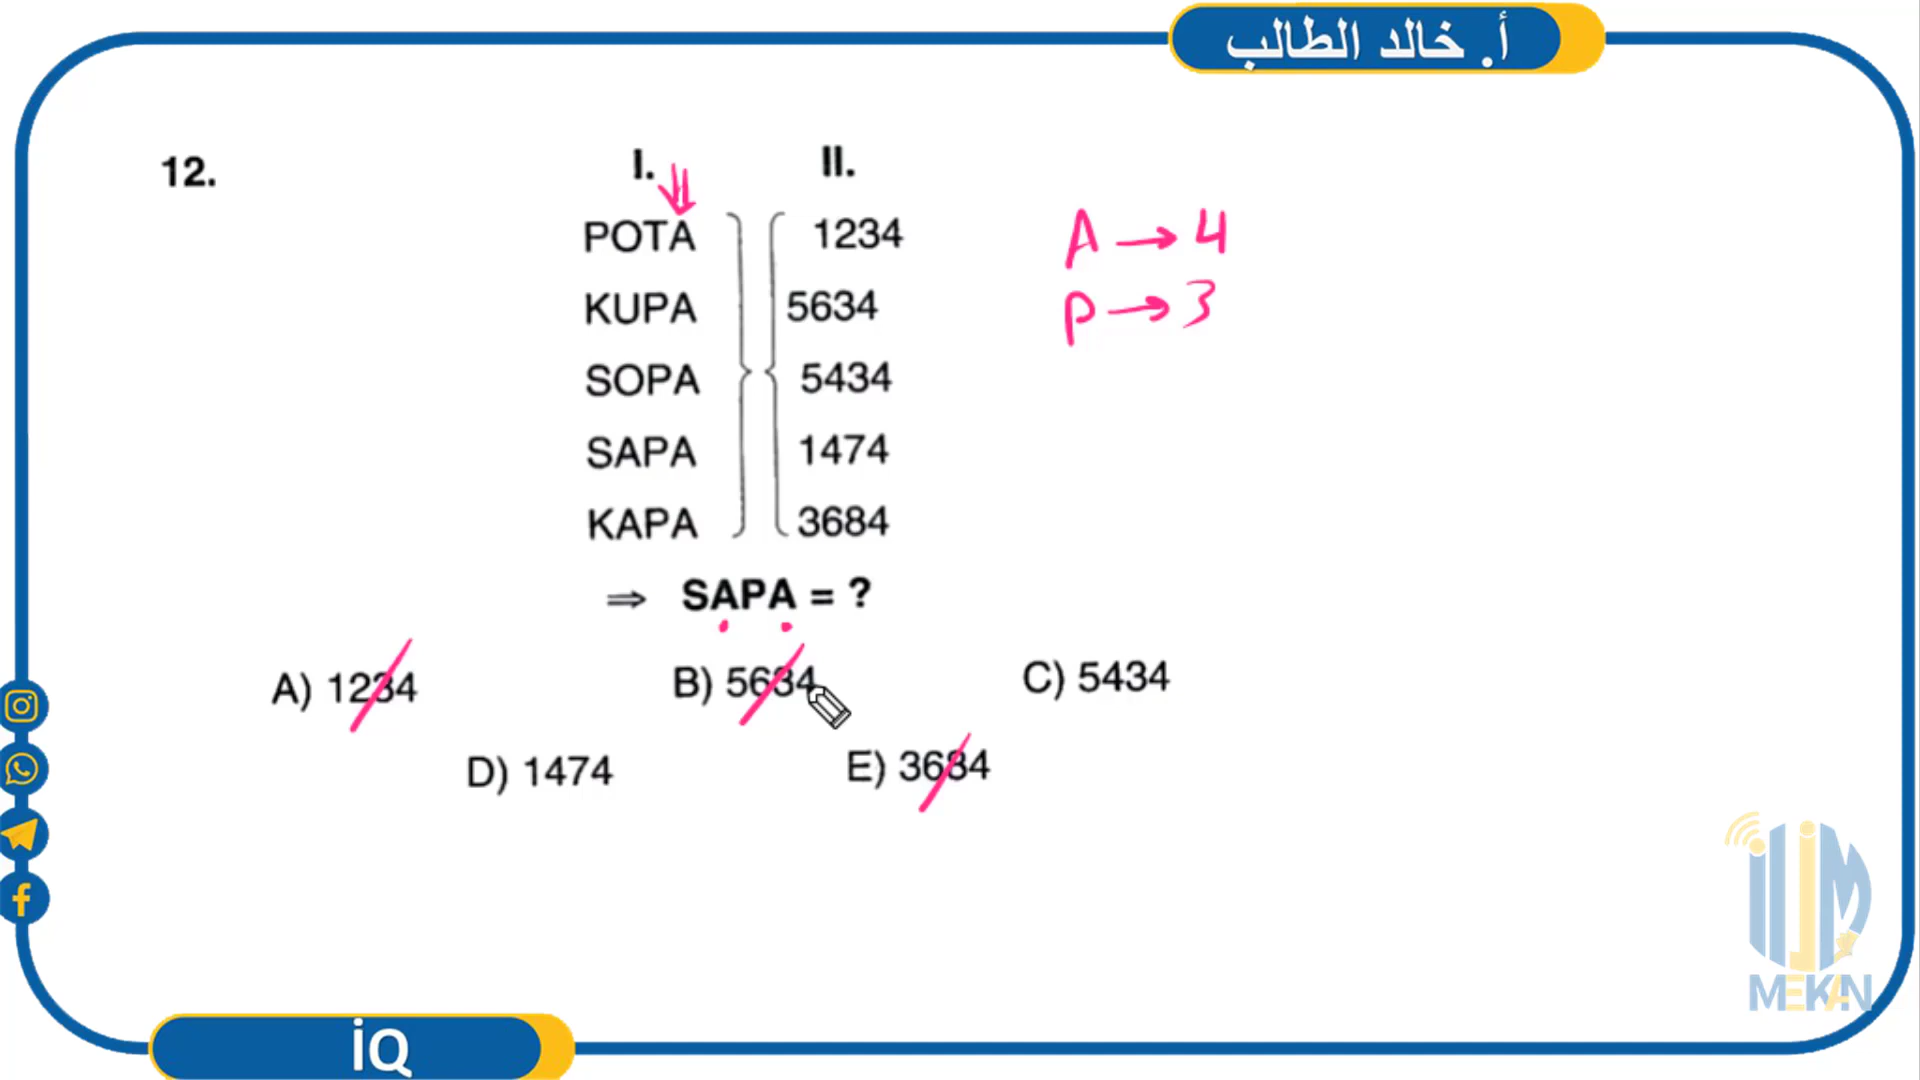 أ. خالد الطالب
12.
I. II.
POTA 1234
KUPA 5634
SOPA 5434
SAPA 1474
KAPA 3684
A → 4
P → 3
⇒ SAPA = ?
A) 1234 B) 5634 C) 5434
D) 1474 E) 3684
MEKAN
İQ